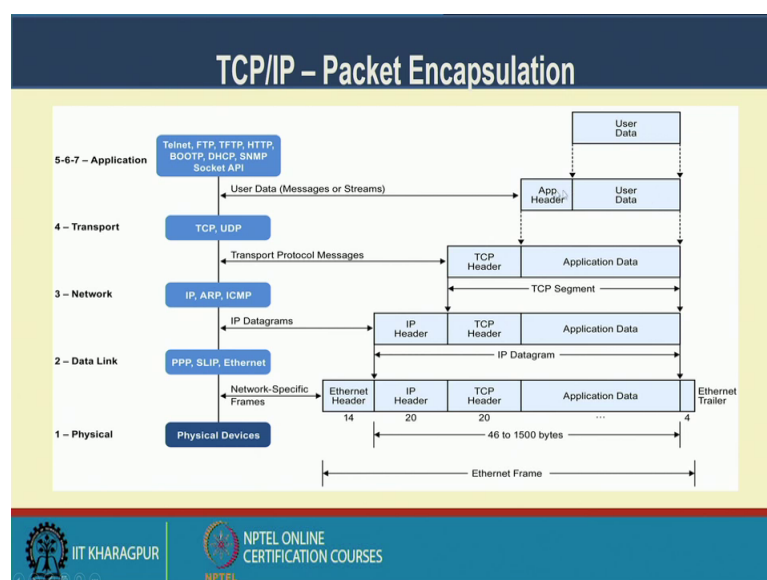 TCP/IP – Packet Encapsulation
User
Data
5-6-7 – Application
Telnet, FTP, TFTP, HTTP,
BOOTP, DHCP, SNMP
Socket API
User Data (Messages or Streams)
App
Header
User
Data
4 – Transport
TCP, UDP
Transport Protocol Messages
TCP
Header
Application Data
TCP Segment
3 – Network
IP, ARP, ICMP
IP Datagrams
IP
Header
TCP
Header
Application Data
IP Datagram
2 – Data Link
PPP, SLIP, Ethernet
Network-Specific
Frames
Ethernet
Header
IP
Header
TCP
Header
Application Data
Ethernet
Trailer
14
20
20
...
4
1 – Physical
Physical Devices
46 to 1500 bytes
Ethernet Frame
IIT KHARAGPUR
NPTEL ONLINE
CERTIFICATION COURSES
NPTEL